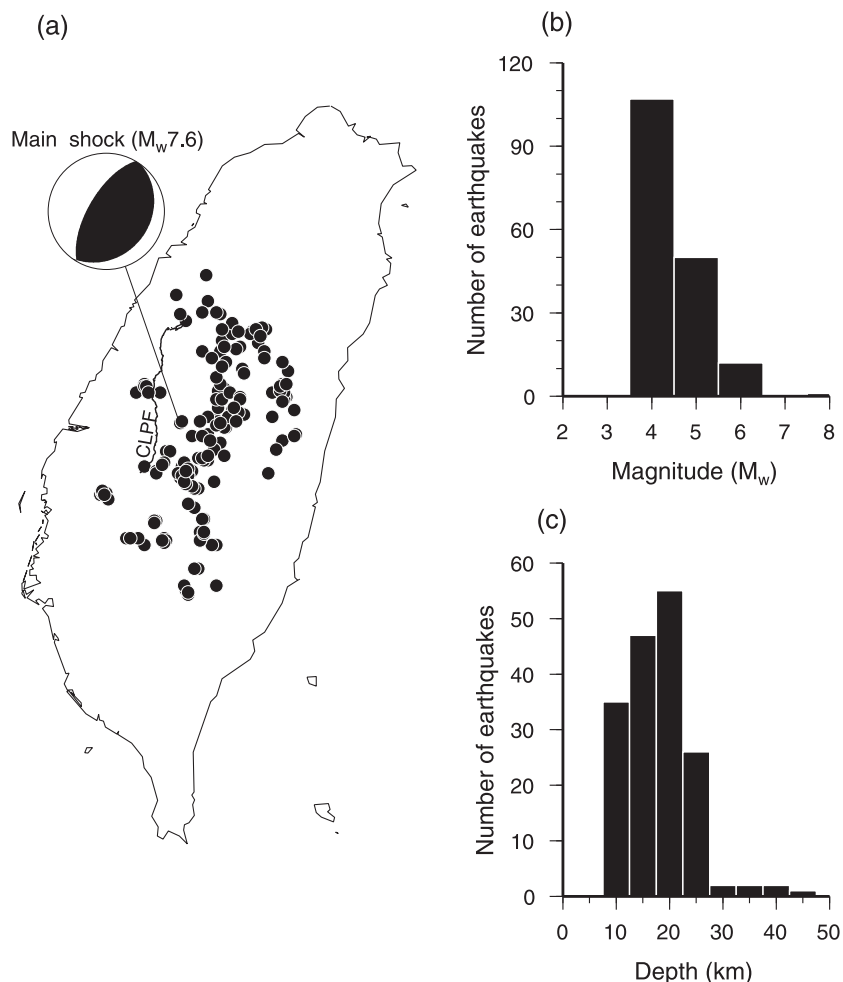 (a)
Main shock (Mw7.6)
CLPF
(b)
120
90
60
30
0
Number of earthquakes
2 3 4 5 6 7 8
Magnitude (Mw)
(c)
60
50
40
30
20
10
0
Number of earthquakes
0 10 20 30 40 50
Depth (km)